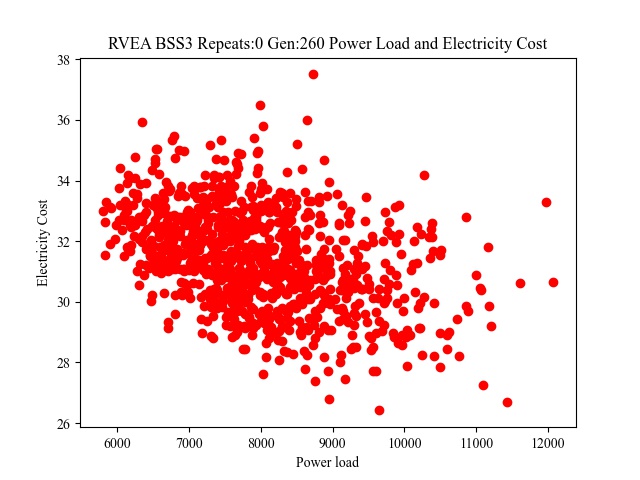 RVEA BSS3 Repeats:0 Gen:260 Power Load and Electricity Cost
38
36
34
32
30
28
26
Electricity Cost
6000 7000 8000 9000 10000 11000 12000
Power load